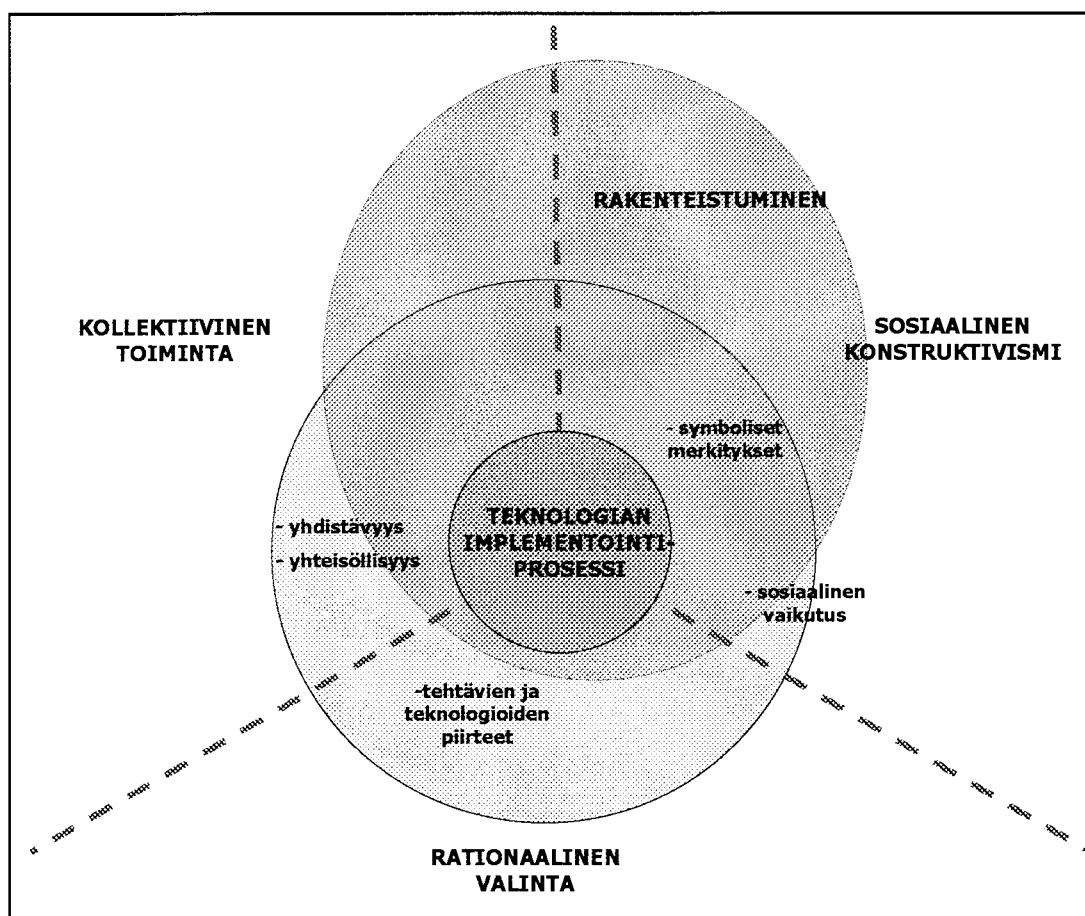 RAKENTEISTUMINEN
KOLLEKTIIVINEN
TOIMINTA
SOSIAALINEN
KONSTRUKTIVISMI
- symboliset
merkitykset
- yhdistävyys
- yhteisöllisyys
TEKNOLOGIAN
IMPLEMENTOINTI-
PROSESSI
- sosiaalinen
vaikutus
-tehtävien ja
teknologioiden
piirteet
RATIONAALINEN
VALINTA